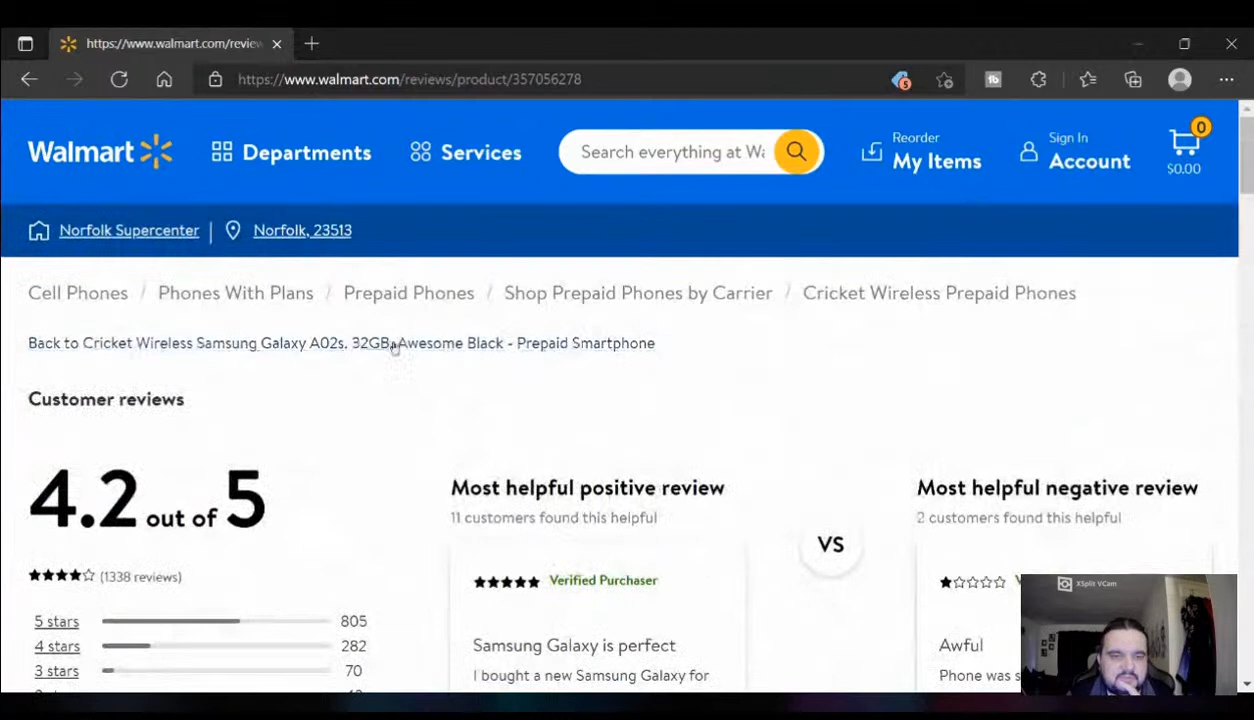 https://www.walmart.com/review
https://www.walmart.com/reviews/product/357056278
5
Walmart
Departments
Services
Search everything at Wa
Reorder
My Items
Sign In
Account
0
$0.00
Norfolk Supercenter
Norfolk, 23513
Cell Phones / Phones With Plans / Prepaid Phones / Shop Prepaid Phones by Carrier / Cricket Wireless Prepaid Phones
Back to Cricket Wireless Samsung Galaxy A02s, 32GB, Awesome Black - Prepaid Smartphone
Customer reviews
4.2 out of 5
(1338 reviews)
5 stars 805
4 stars 282
3 stars 70
Most helpful positive review
11 customers found this helpful
Verified Purchaser
Samsung Galaxy is perfect
I bought a new Samsung Galaxy for
VS
Most helpful negative review
2 customers found this helpful
Awful
Phone was s
XSplit VCam